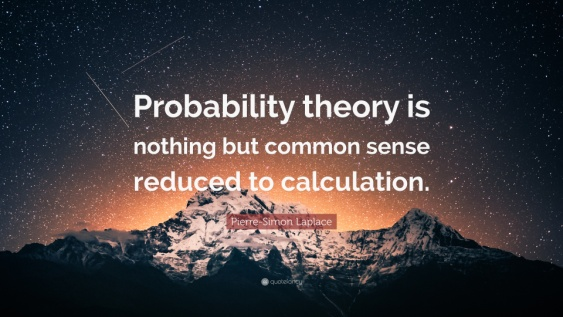 Probability theory is
nothing but common sense
reduced to calculation.
Pierre-Simon Laplace
quotefancy